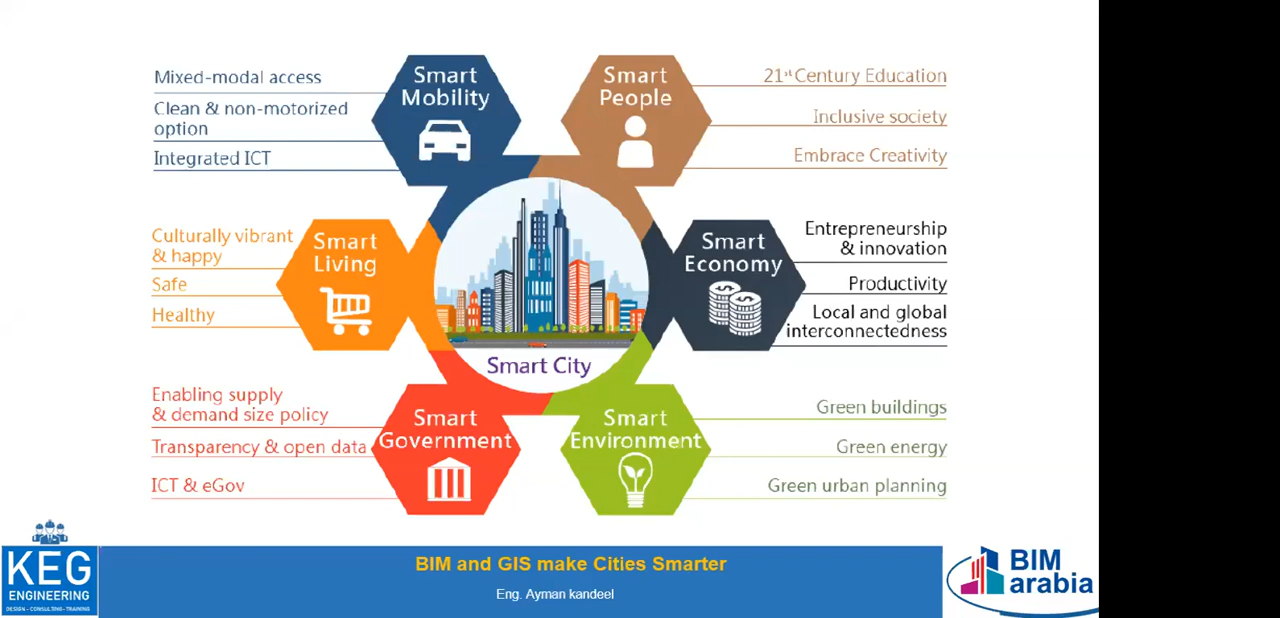 Mixed-modal access
Clean & non-motorized
option
Integrated ICT
Smart
Mobility
Smart
People
21st Century Education
Inclusive society
Embrace Creativity
Culturally vibrant
& happy
Safe
Healthy
Smart
Living
Smart City
Smart
Economy
Entrepreneurship
& innovation
Productivity
Local and global
interconnectedness
Enabling supply
& demand size policy
Transparency & open data
ICT & eGov
Smart
Government
Smart
Environment
Green buildings
Green energy
Green urban planning
KEG
ENGINEERING
DESIGN - CONSULTING - TRAINING
BIM and GIS make Cities Smarter
Eng. Ayman kandeel
BIM
arabia